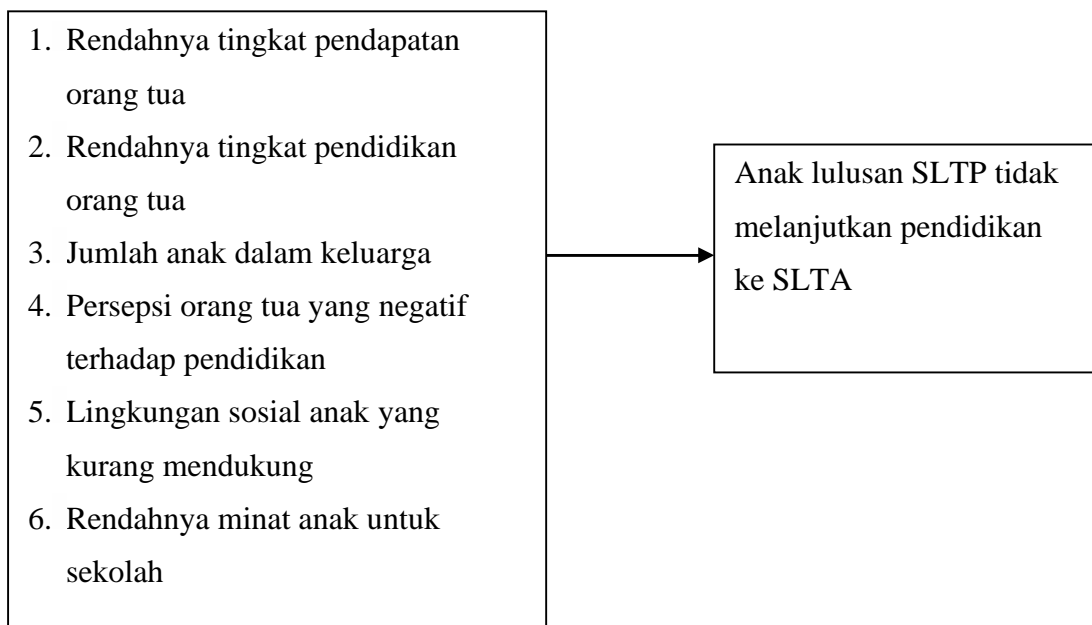 1. Rendahnya tingkat pendapatan
orang tua
2. Rendahnya tingkat pendidikan
orang tua
3. Jumlah anak dalam keluarga
4. Persepsi orang tua yang negatif
terhadap pendidikan
5. Lingkungan sosial anak yang
kurang mendukung
6. Rendahnya minat anak untuk
sekolah
Anak lulusan SLTP tidak
melanjutkan pendidikan
ke SLTA